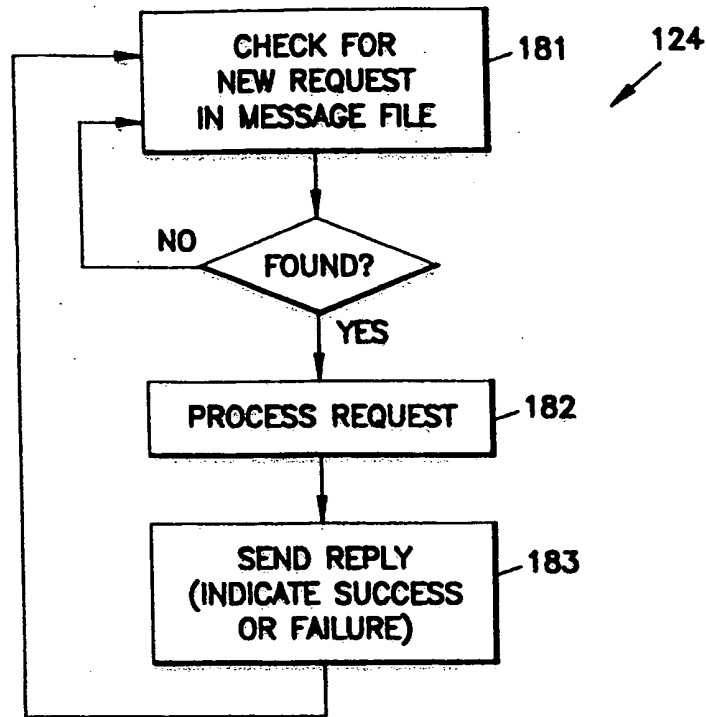 CHECK FOR
NEW REQUEST
IN MESSAGE FILE
181
124
NO
FOUND?
YES
PROCESS REQUEST
182
SEND REPLY
(INDICATE SUCCESS
OR FAILURE)
183